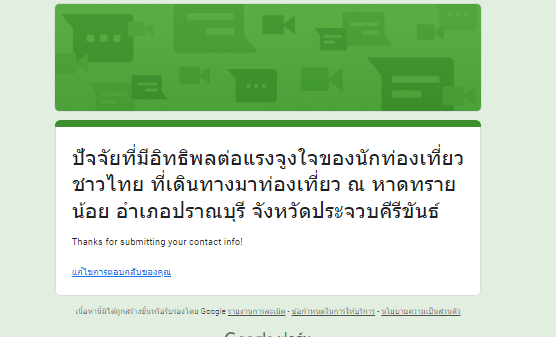 ปัจจัยที่มีอิทธิพลต่อแรงจูงใจของนักท่องเที่ยว
ชาวไทย ที่เดินทางมาท่องเที่ยว ณ หาดทราย
น้อย อำเภอปราณบุรี จังหวัดประจวบคีรีขันธ์
Thanks for submitting your contact info!
แก้ไขการตอบกลับของคุณ
เนื้อหานี้มิได้ถูกสร้างขึ้นหรือรับรองโดย Google รายงานการละเมิด - ข้อกำหนดในการให้บริการ - นโยบายความเป็นส่วนตัว
Google ฟอร์ม